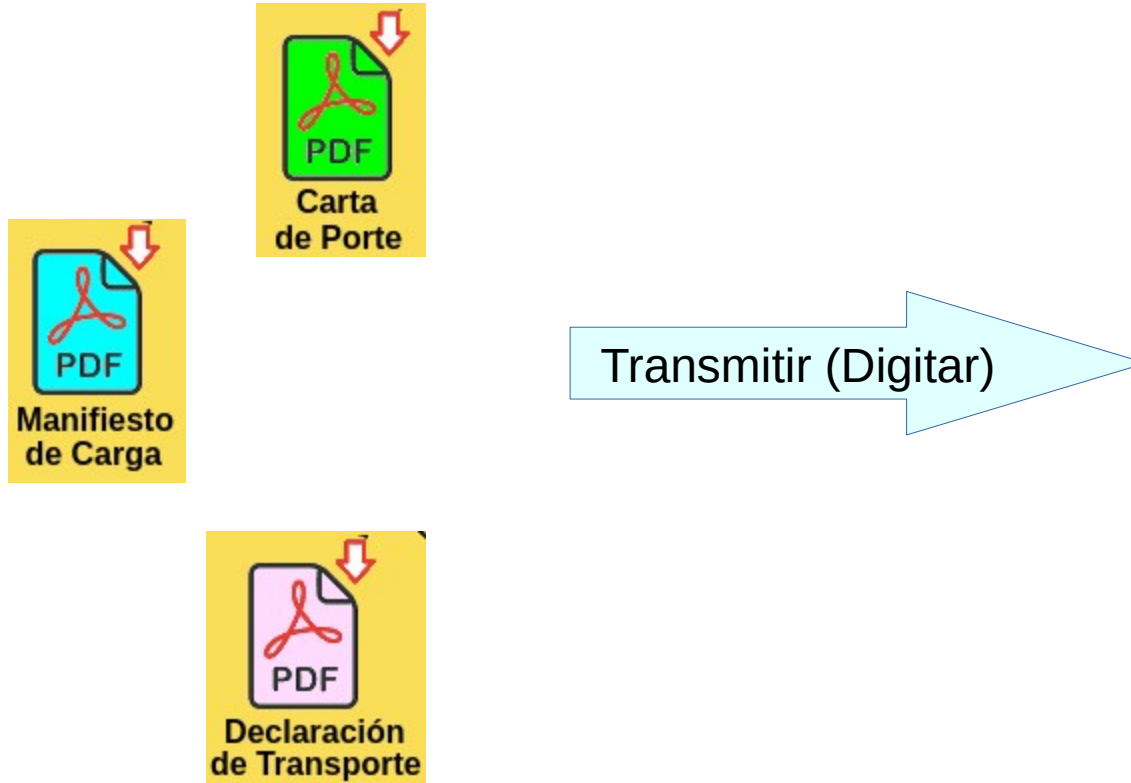 PDF
Carta
de Porte
PDF
Manifiesto
de Carga
Transmitir (Digitar)
PDF
Declaración
de Transporte